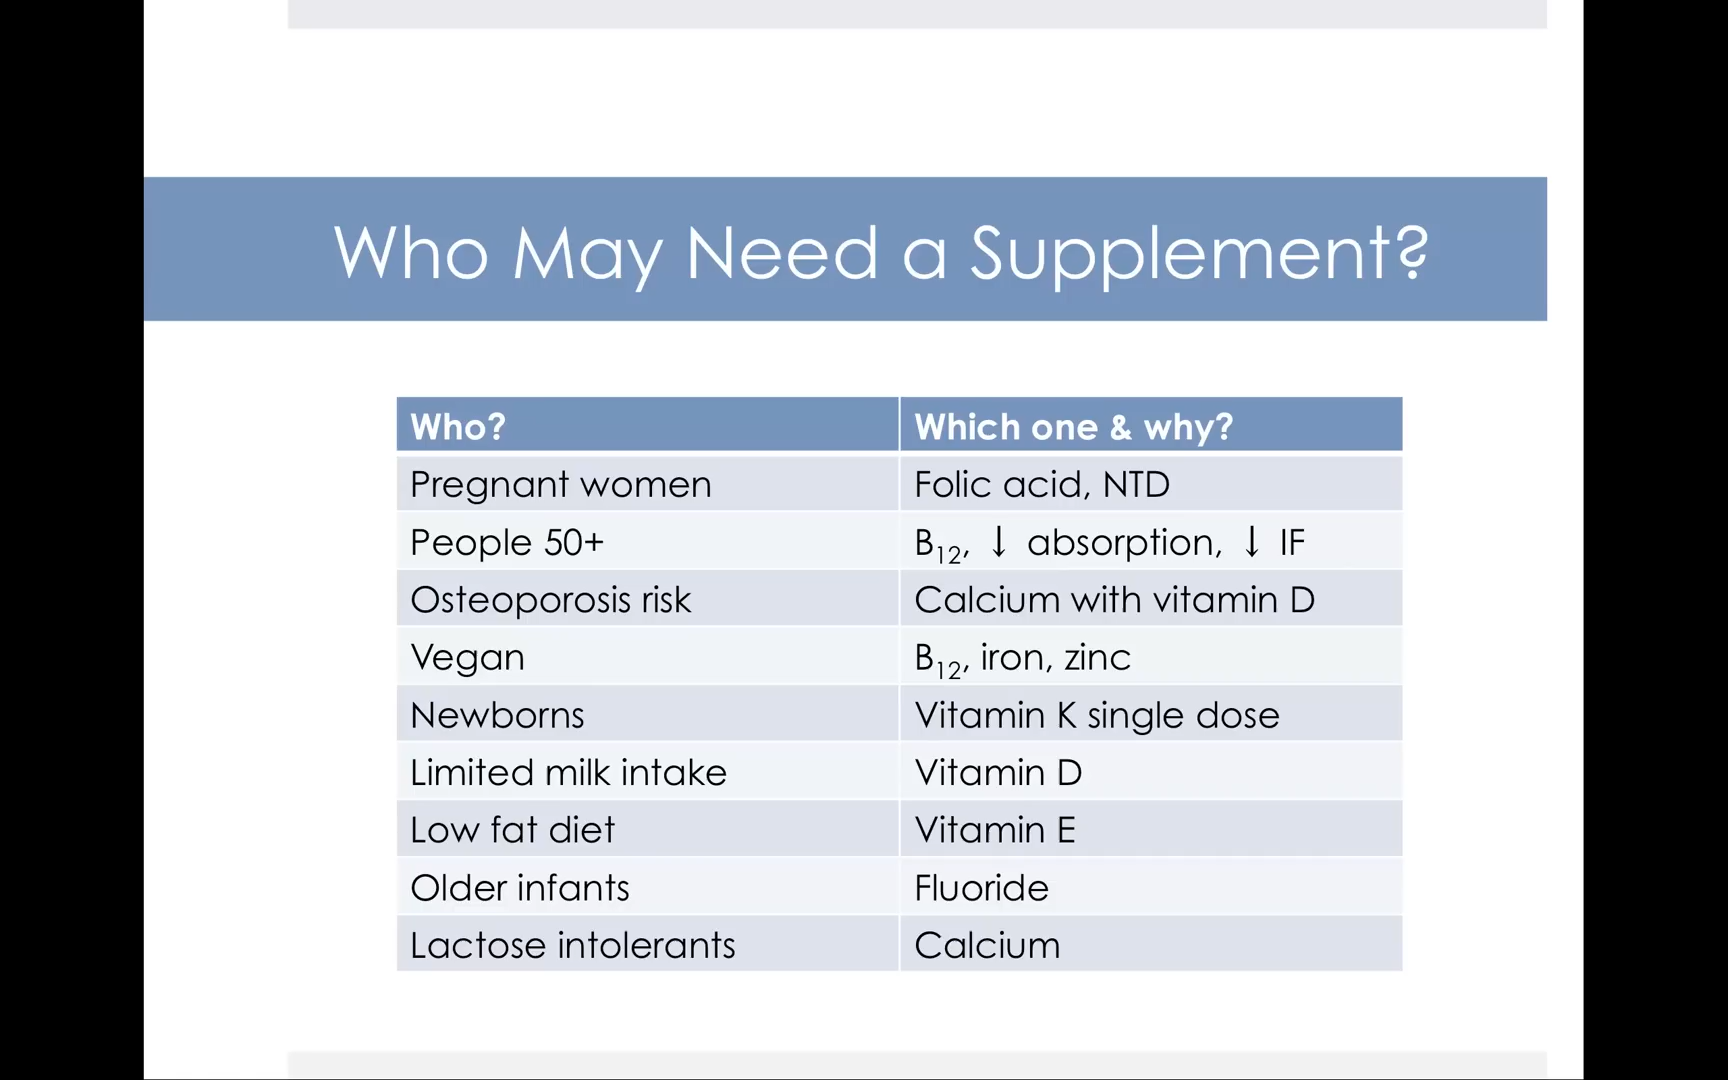 Who May Need a Supplement?
Who? Which one & why?
Pregnant women Folic acid, NTD
People 50+ B₁₂, ↓ absorption, ↓ IF
Osteoporosis risk Calcium with vitamin D
Vegan B₁₂, iron, zinc
Newborns Vitamin K single dose
Limited milk intake Vitamin D
Low fat diet Vitamin E
Older infants Fluoride
Lactose intolerants Calcium